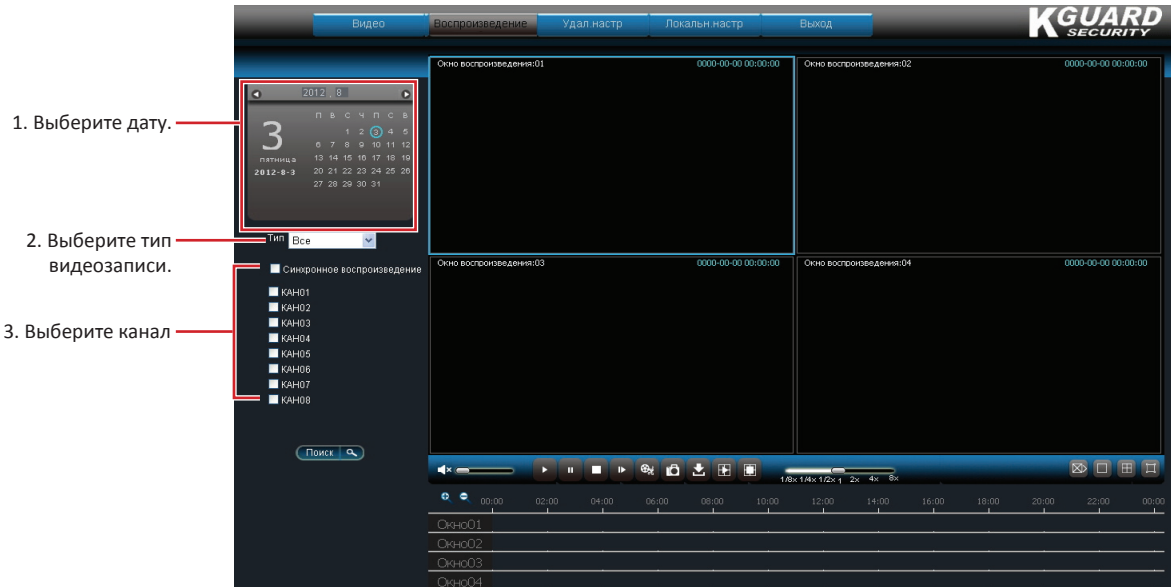 Видео Воспроизведение Удал.настр Локальн.настр Выход
KGUARD
SECURITY
1. Выберите дату.
2012 . 8
П В С Ч П С В
1 2 3 4 5
6 7 8 9 10 11 12
13 14 15 16 17 18 19
20 21 22 23 24 25 26
27 28 29 30 31
3
пятница
2012-8-3
2. Выберите тип
видеозаписи.
Тип Все
3. Выберите канал
Синхронное воспроизведение
КАН01
КАН02
КАН03
КАН04
КАН05
КАН06
КАН07
КАН08
Поиск
Окно воспроизведения:01 0000-00-00 00:00:00
Окно воспроизведения:02 0000-00-00 00:00:00
Окно воспроизведения:03 0000-00-00 00:00:00
Окно воспроизведения:04 0000-00-00 00:00:00
1/8x 1/4x 1/2x 1 2x 4x 8x
00:00 02:00 04:00 06:00 08:00 10:00 12:00 14:00 16:00 18:00 20:00 22:00 00:00
Окно01
Окно02
Окно03
Окно04